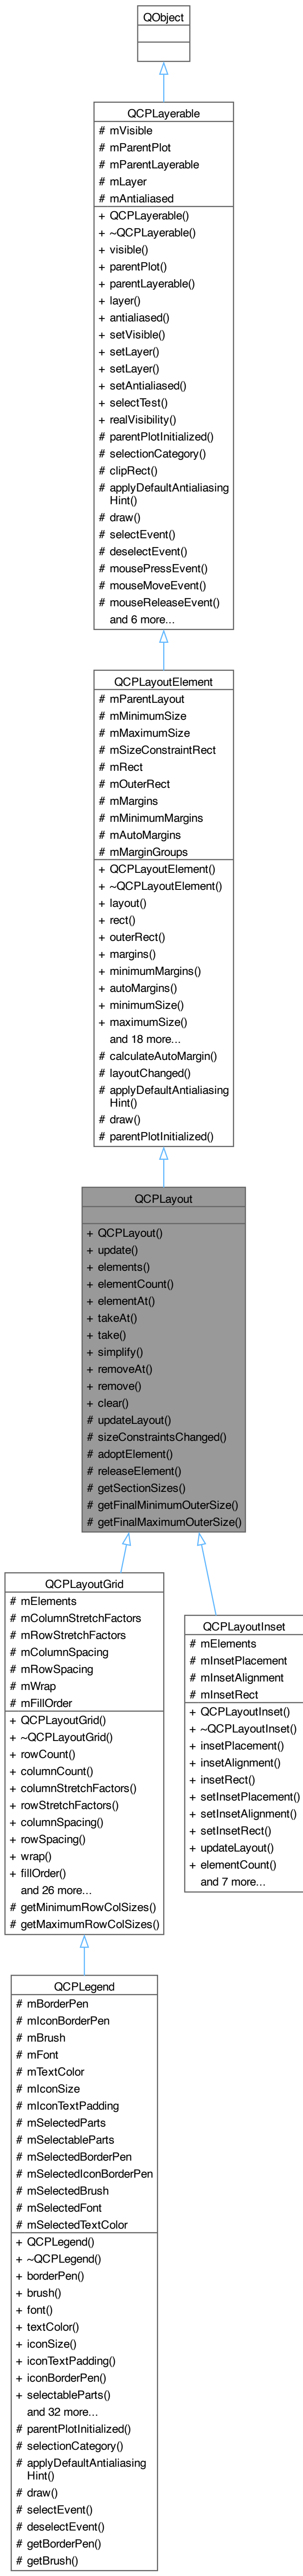 QObject
QCPLayerable
# mVisible
# mParentPlot
# mParentLayerable
# mLayer
# mAntialiased
+ QCPLayerable()
+ ~QCPLayerable()
+ visible()
+ parentPlot()
+ parentLayerable()
+ layer()
+ antialiased()
+ setVisible()
+ setLayer()
+ setLayer()
+ setAntialiased()
+ selectTest()
+ realVisibility()
# parentPlotInitialized()
# selectionCategory()
# clipRect()
# applyDefaultAntialiasing
Hint()
# draw()
# selectEvent()
# deselectEvent()
# mousePressEvent()
# mouseMoveEvent()
# mouseReleaseEvent()
and 6 more...
QCPLayoutElement
# mParentLayout
# mMinimumSize
# mMaximumSize
# mSizeConstraintRect
# mRect
# mOuterRect
# mMargins
# mMinimumMargins
# mAutoMargins
# mMarginGroups
+ QCPLayoutElement()
+ ~QCPLayoutElement()
+ layout()
+ rect()
+ outerRect()
+ margins()
+ minimumMargins()
+ autoMargins()
+ minimumSize()
+ maximumSize()
and 18 more...
# calculateAutoMargin()
# layoutChanged()
# applyDefaultAntialiasing
Hint()
# draw()
# parentPlotInitialized()
QCPLayout
+ QCPLayout()
+ update()
+ elements()
+ elementCount()
+ elementAt()
+ takeAt()
+ take()
+ simplify()
+ removeAt()
+ remove()
+ clear()
# updateLayout()
# sizeConstraintsChanged()
# adoptElement()
# releaseElement()
# getSectionSizes()
# getFinalMinimumOuterSize()
# getFinalMaximumOuterSize()
QCPLayoutGrid
# mElements
# mColumnStretchFactors
# mRowStretchFactors
# mColumnSpacing
# mRowSpacing
# mWrap
# mFillOrder
+ QCPLayoutGrid()
+ ~QCPLayoutGrid()
+ rowCount()
+ columnCount()
+ columnStretchFactors()
+ rowStretchFactors()
+ columnSpacing()
+ rowSpacing()
+ wrap()
+ fillOrder()
and 26 more...
# getMinimumRowColSizes()
# getMaximumRowColSizes()
QCPLayoutInset
# mElements
# mInsetPlacement
# mInsetAlignment
# mInsetRect
+ QCPLayoutInset()
+ ~QCPLayoutInset()
+ insetPlacement()
+ insetAlignment()
+ insetRect()
+ setInsetPlacement()
+ setInsetAlignment()
+ setInsetRect()
+ updateLayout()
+ elementCount()
and 7 more...
QCPLegend
# mBorderPen
# mIconBorderPen
# mBrush
# mFont
# mTextColor
# mIconSize
# mIconTextPadding
# mSelectedParts
# mSelectableParts
# mSelectedBorderPen
# mSelectedIconBorderPen
# mSelectedBrush
# mSelectedFont
# mSelectedTextColor
+ QCPLegend()
+ ~QCPLegend()
+ borderPen()
+ brush()
+ font()
+ textColor()
+ iconSize()
+ iconTextPadding()
+ iconBorderPen()
+ selectableParts()
and 32 more...
# parentPlotInitialized()
# selectionCategory()
# applyDefaultAntialiasing
Hint()
# draw()
# selectEvent()
# deselectEvent()
# getBorderPen()
# getBrush()